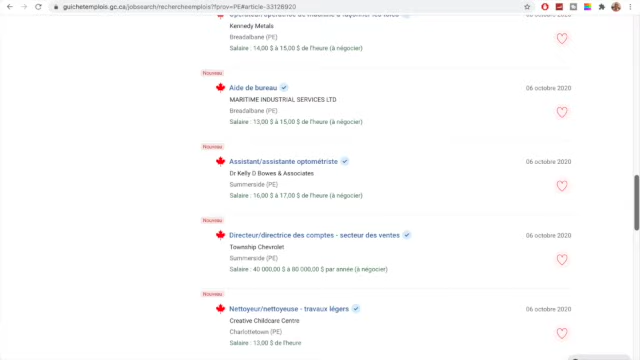 guichetemplois.gc.ca/jobsearch/rechercheemplois?fprov=PE#article-33128920
Kennedy Metals
Breadalbane (PE)
Salaire : 14,00 $ à 15,00 $ de l'heure (à négocier)
Nouveau
Aide de bureau
06 octobre 2020
MARITIME INDUSTRIAL SERVICES LTD
Breadalbane (PE)
Salaire : 13,00 $ à 15,00 $ de l'heure (à négocier)
Nouveau
Assistant/assistante optométriste
06 octobre 2020
Dr Kelly D Bowes & Associates
Summerside (PE)
Salaire : 16,00 $ à 17,00 $ de l'heure (à négocier)
Nouveau
Directeur/directrice des comptes - secteur des ventes
06 octobre 2020
Township Chevrolet
Summerside (PE)
Salaire : 40 000,00 $ à 80 000,00 $ par année (à négocier)
Nouveau
Nettoyeur/nettoyeuse - travaux légers
06 octobre 2020
Creative Childcare Centre
Charlottetown (PE)
Salaire : 13,00 $ de l'heure